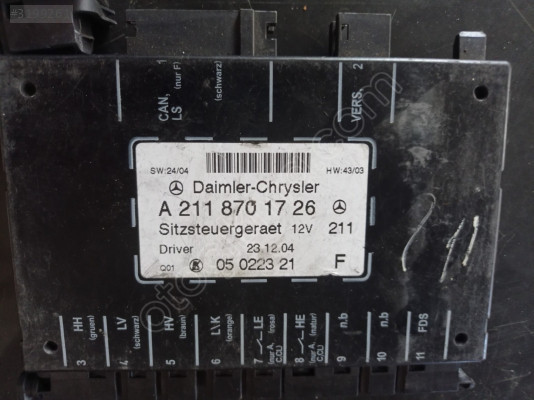 1
(nur F)
CAN,
LS
(schwarz)
2
VERS.
SW:24/04
HW:43/03
Daimler-Chrysler
A 211 870 17 26
Sitzsteuergeraet 12V 211
Driver 23.12.04
Q01 05 0223 21 F
3
HH
(gruen)
4
LV
(schwarz)
5
HV
(braun)
6
(orange)
7
LE
(rosa)
8
HE
(natur)
9
n.b
10
n.b
11
FDS